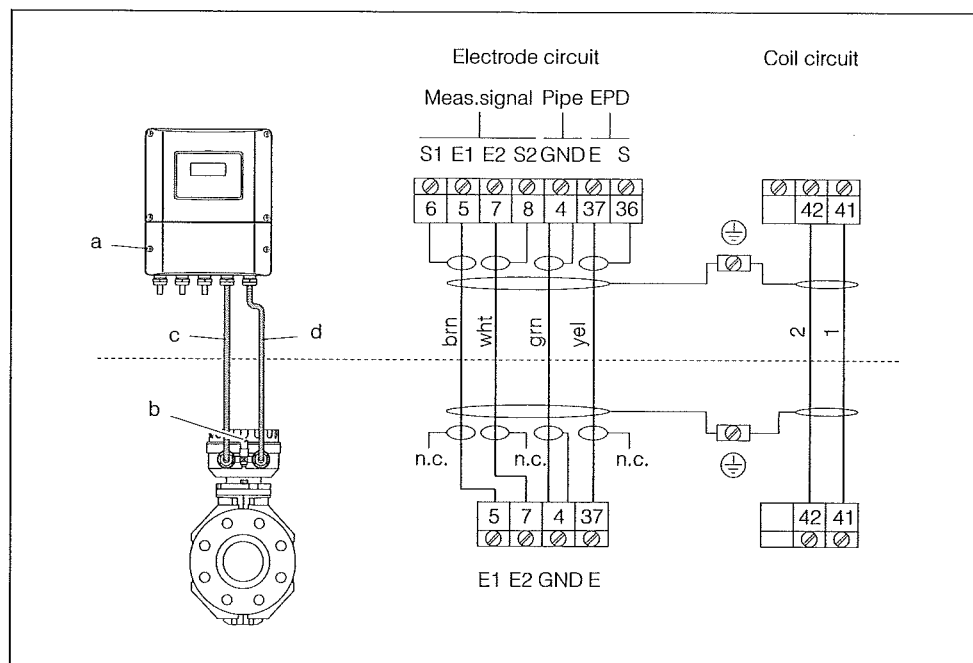 Electrode circuit
Coil circuit
Meas.signal Pipe EPD
S1 E1 E2 S2 GND E S
6 5 7 8 4 37 36
42 41
a
c
d
b
brn
wht
grn
yel
2
1
n.c.
n.c.
n.c.
5 7 4 37
42 41
E1 E2 GND E